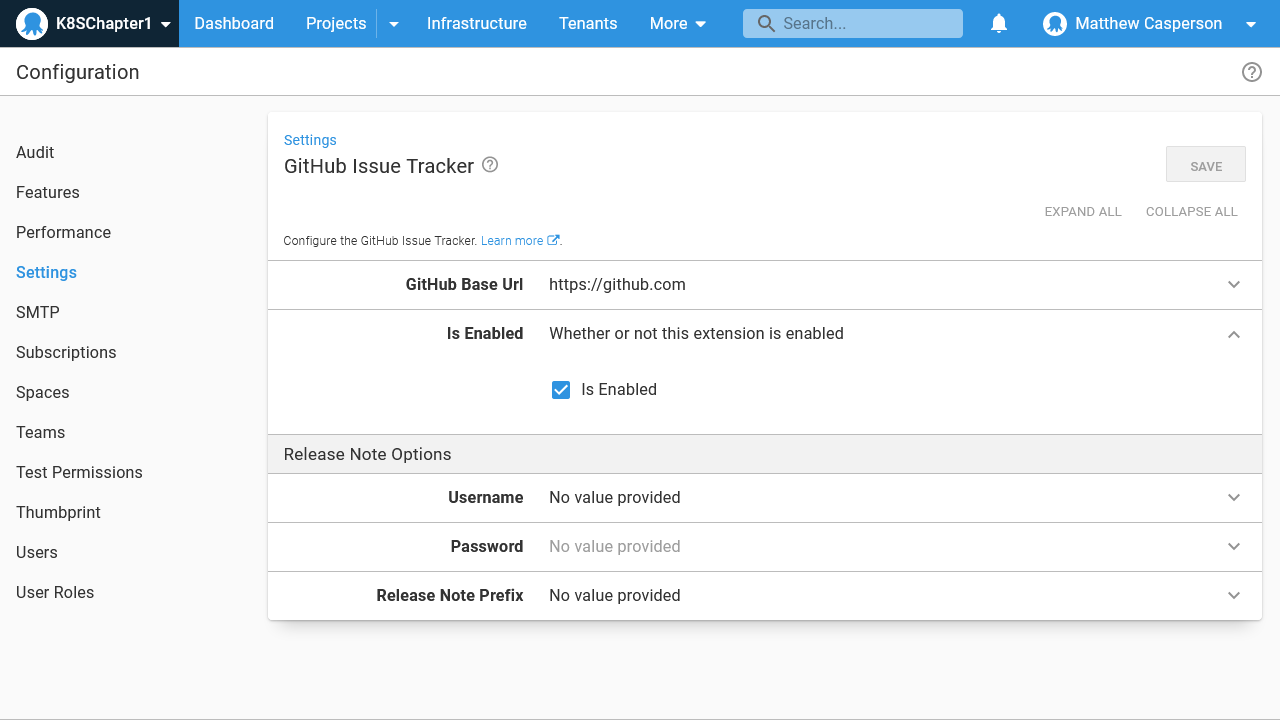 K8SChapter1 Dashboard Projects Infrastructure Tenants More Search... Matthew Casperson
Configuration
Audit
Features
Performance
Settings
SMTP
Subscriptions
Spaces
Teams
Test Permissions
Thumbprint
Users
User Roles
Settings
GitHub Issue Tracker
SAVE
EXPAND ALL COLLAPSE ALL
Configure the GitHub Issue Tracker. Learn more.
GitHub Base Url https://github.com
Is Enabled Whether or not this extension is enabled
Is Enabled
Release Note Options
Username No value provided
Password No value provided
Release Note Prefix No value provided